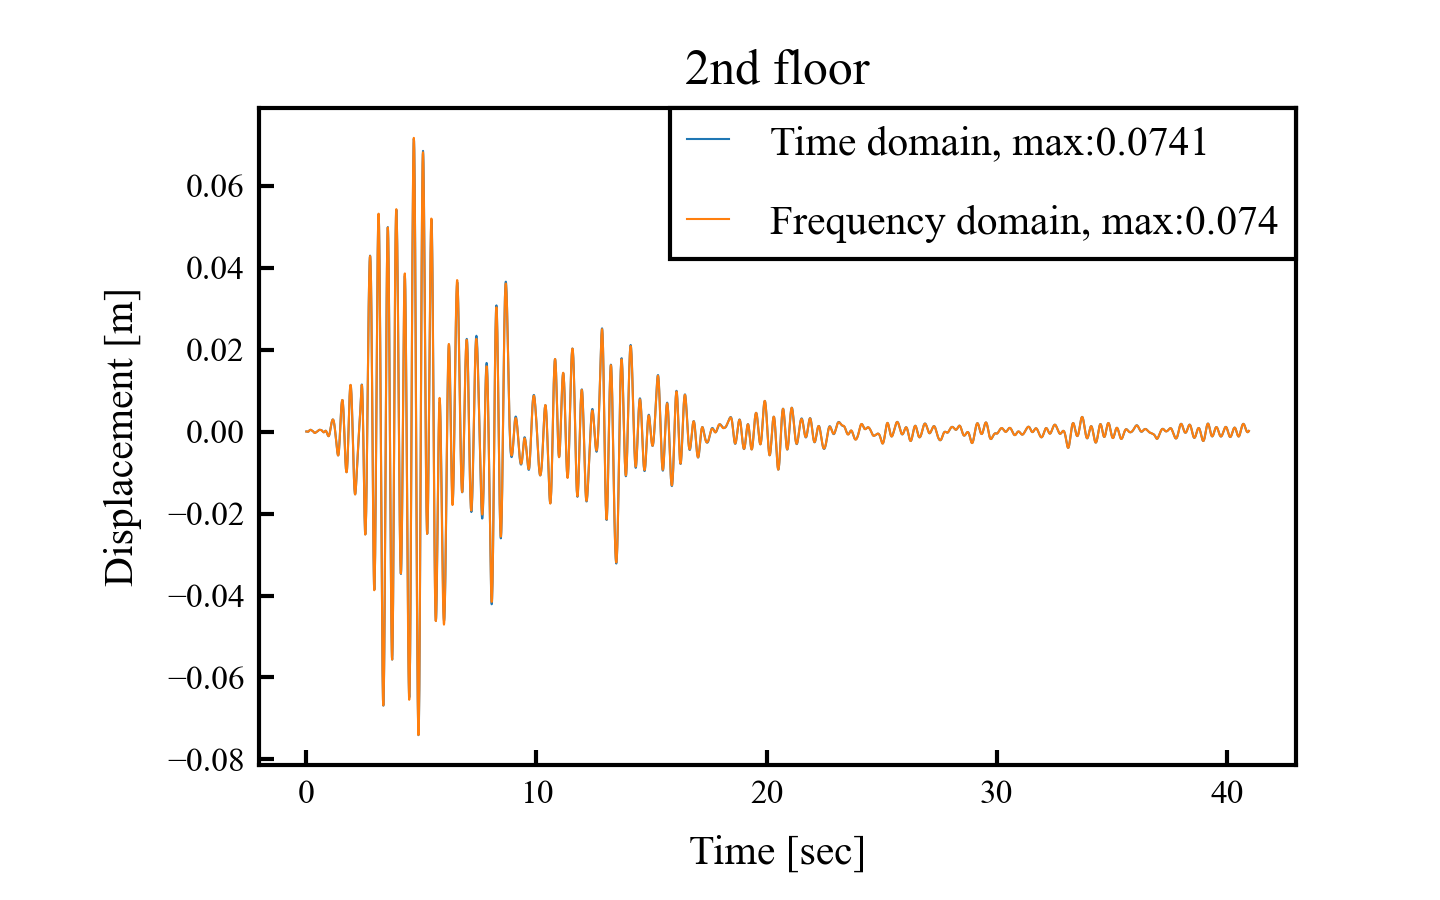 2nd floor
Time domain, max:0.0741
Frequency domain, max:0.074
0.06
0.04
0.02
0.00
−0.02
−0.04
−0.06
−0.08
Displacement [m]
0 10 20 30 40
Time [sec]